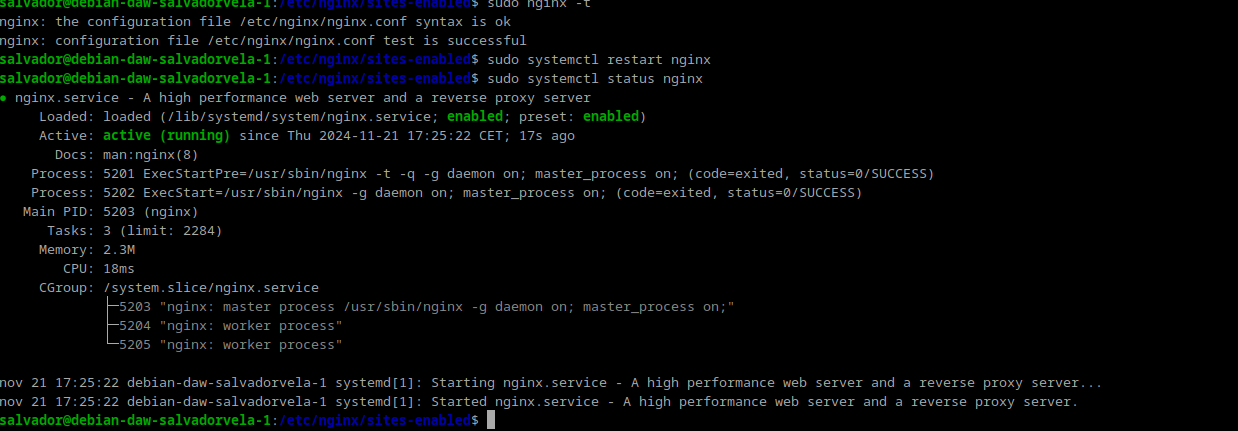 salvador@debian-daw-salvadorvela-1:/etc/nginx/sites-enabled$ sudo nginx -t
nginx: the configuration file /etc/nginx/nginx.conf syntax is ok
nginx: configuration file /etc/nginx/nginx.conf test is successful
salvador@debian-daw-salvadorvela-1:/etc/nginx/sites-enabled$ sudo systemctl restart nginx
salvador@debian-daw-salvadorvela-1:/etc/nginx/sites-enabled$ sudo systemctl status nginx
● nginx.service - A high performance web server and a reverse proxy server
Loaded: loaded (/lib/systemd/system/nginx.service; enabled; preset: enabled)
Active: active (running) since Thu 2024-11-21 17:25:22 CET; 17s ago
Docs: man:nginx(8)
Process: 5201 ExecStartPre=/usr/sbin/nginx -t -q -g daemon on; master_process on; (code=exited, status=0/SUCCESS)
Process: 5202 ExecStart=/usr/sbin/nginx -g daemon on; master_process on; (code=exited, status=0/SUCCESS)
Main PID: 5203 (nginx)
Tasks: 3 (limit: 2284)
Memory: 2.3M
CPU: 18ms
CGroup: /system.slice/nginx.service
├─5203 "nginx: master process /usr/sbin/nginx -g daemon on; master_process on;"
├─5204 "nginx: worker process"
└─5205 "nginx: worker process"
nov 21 17:25:22 debian-daw-salvadorvela-1 systemd[1]: Starting nginx.service - A high performance web server and a reverse proxy server...
nov 21 17:25:22 debian-daw-salvadorvela-1 systemd[1]: Started nginx.service - A high performance web server and a reverse proxy server.
salvador@debian-daw-salvadorvela-1:/etc/nginx/sites-enabled$